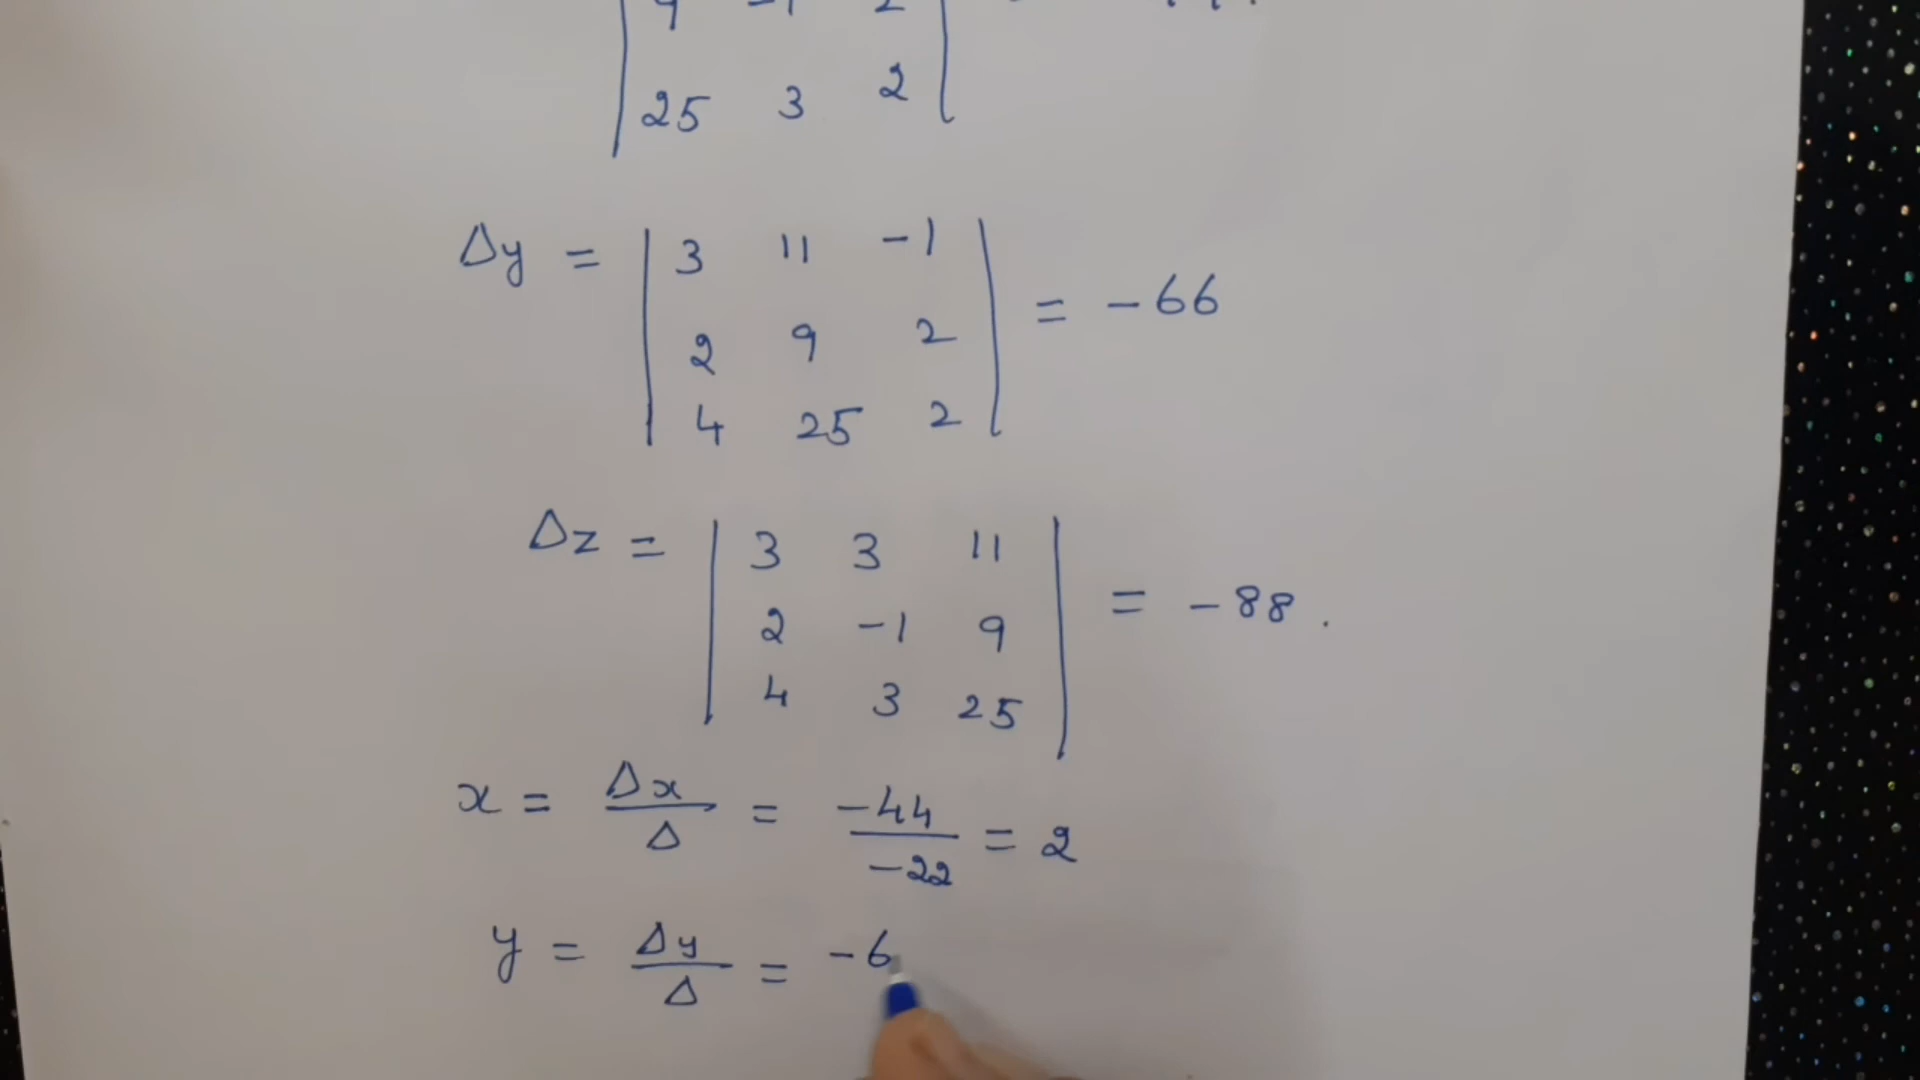 25 3 2
Δy = | 3 11 -1 |
| 2 9 2 | = -66
| 4 25 2 |
Δz = | 3 3 11 |
| 2 -1 9 | = -88.
| 4 3 25 |
x = Δx/Δ = -44/-22 = 2
y = Δy/Δ = -6